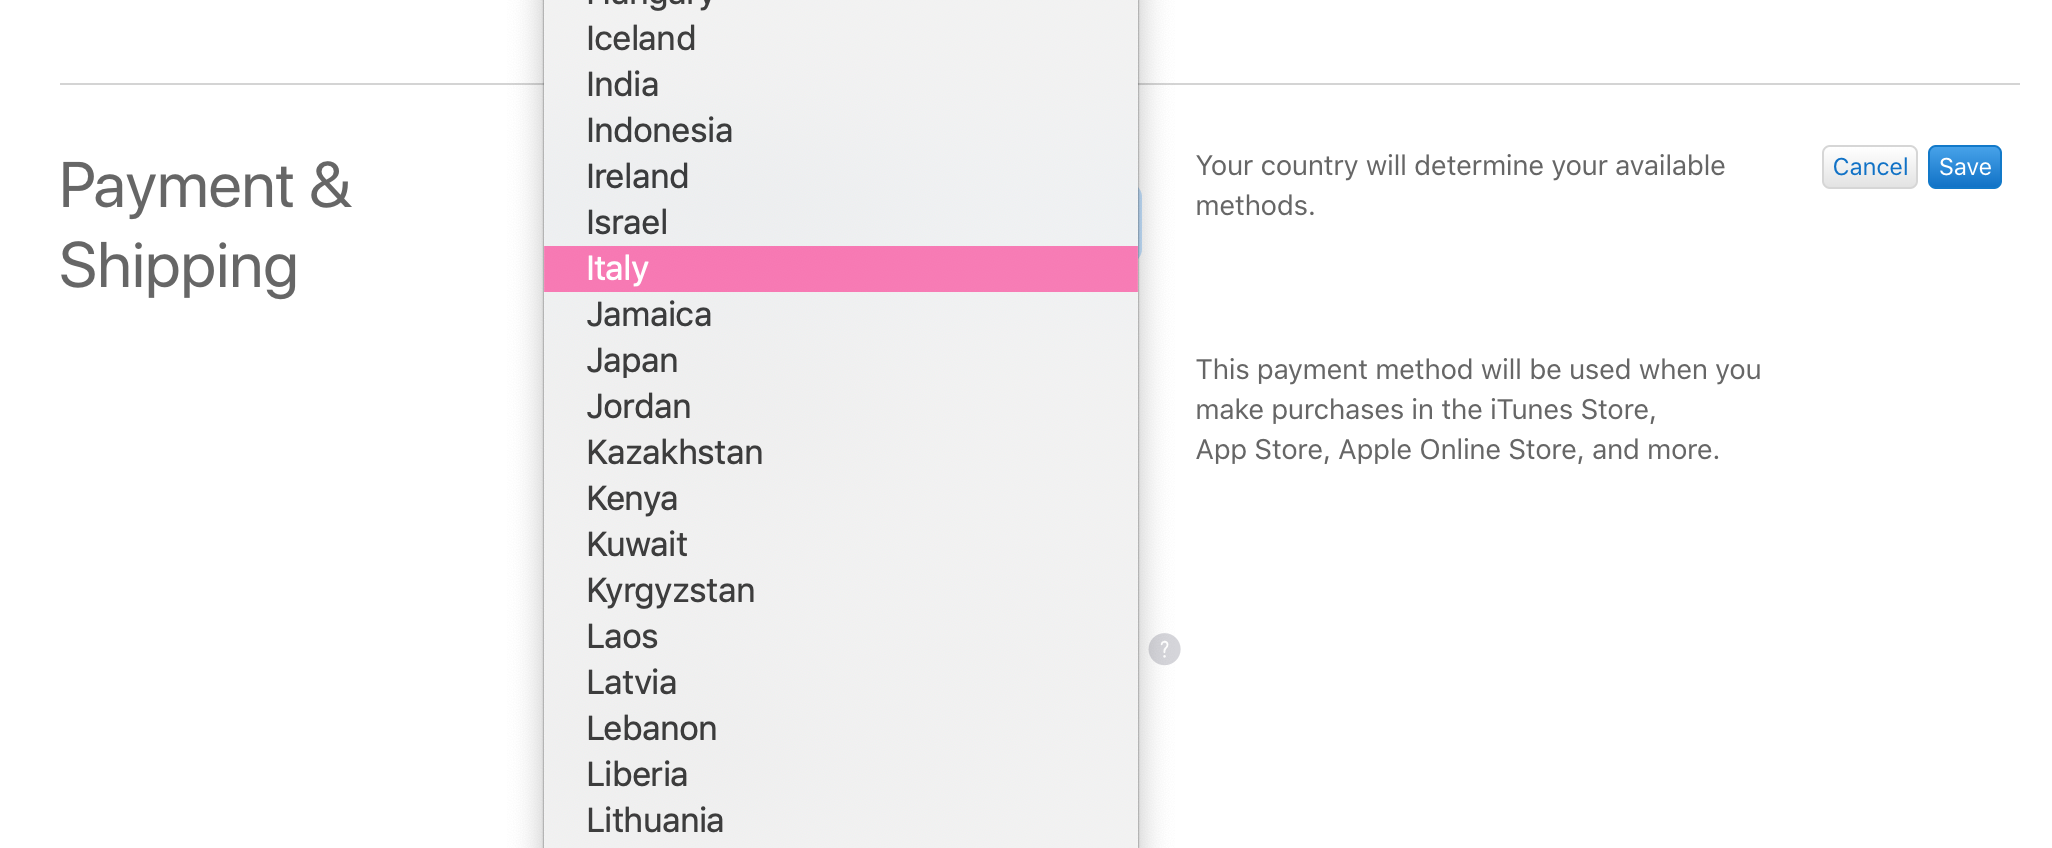 Hungary
Iceland
India
Indonesia
Ireland
Israel
Italy
Jamaica
Japan
Jordan
Kazakhstan
Kenya
Kuwait
Kyrgyzstan
Laos
Latvia
Lebanon
Liberia
Lithuania
Payment &
Shipping
Your country will determine your available
methods.
Cancel
Save
This payment method will be used when you
make purchases in the iTunes Store,
App Store, Apple Online Store, and more.
?